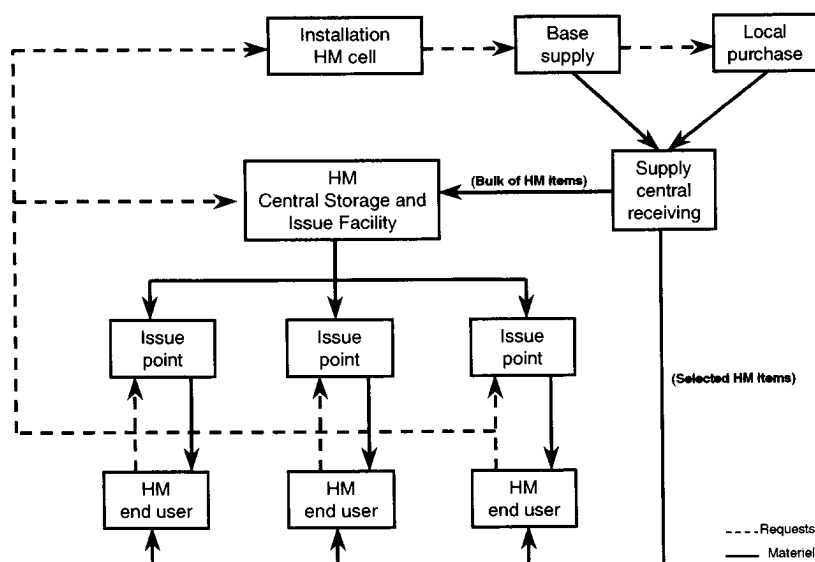 Installation
HM cell
Base
supply
Local
purchase
HM
Central Storage and
Issue Facility
(Bulk of HM items)
Supply
central
receiving
Issue
point
Issue
point
Issue
point
(Selected HM items)
HM
end user
HM
end user
HM
end user
Requests
Materiel